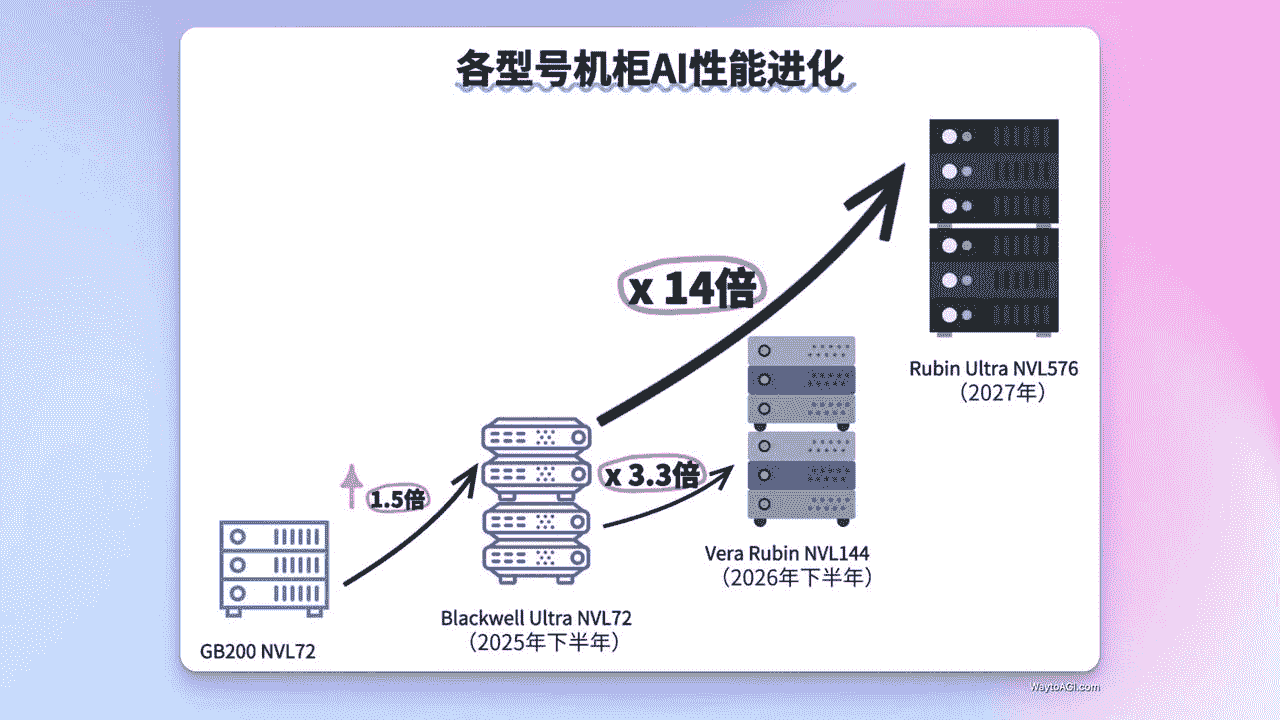 各型号机柜AI性能进化
x 14倍
Rubin Ultra NVL576
（2027年）
1.5倍
x 3.3倍
Vera Rubin NVL144
（2026年下半年）
Blackwell Ultra NVL72
（2025年下半年）
GB200 NVL72
WaytoAGI.com